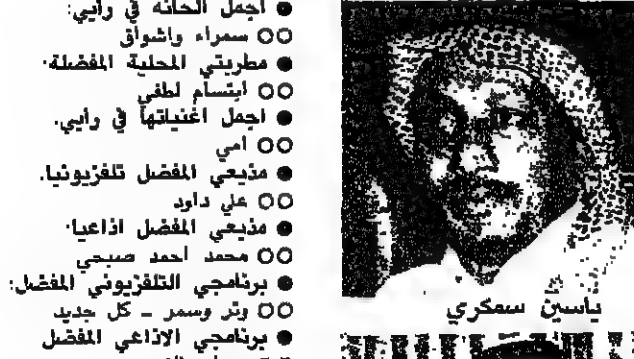 ● اجمل الحانه في رأيي:
○○ سمراء واشواق
● مطربتي المحلية المفضلة·
○○ ابتسام لطفي
● اجمل اغنياتها في رأيي.
○○ امي
● مذيعي المفضل تلفزيونيا.
○○ علي داود
● مذيعي المفضل اذاعيا·
○○ محمد احمد صبحي
● برنامجي التلفزيوني المفضل:
○○ وتر وسمر ــ كل جديد
● برنامجي الاذاعي المفضل
ياسين سمكري